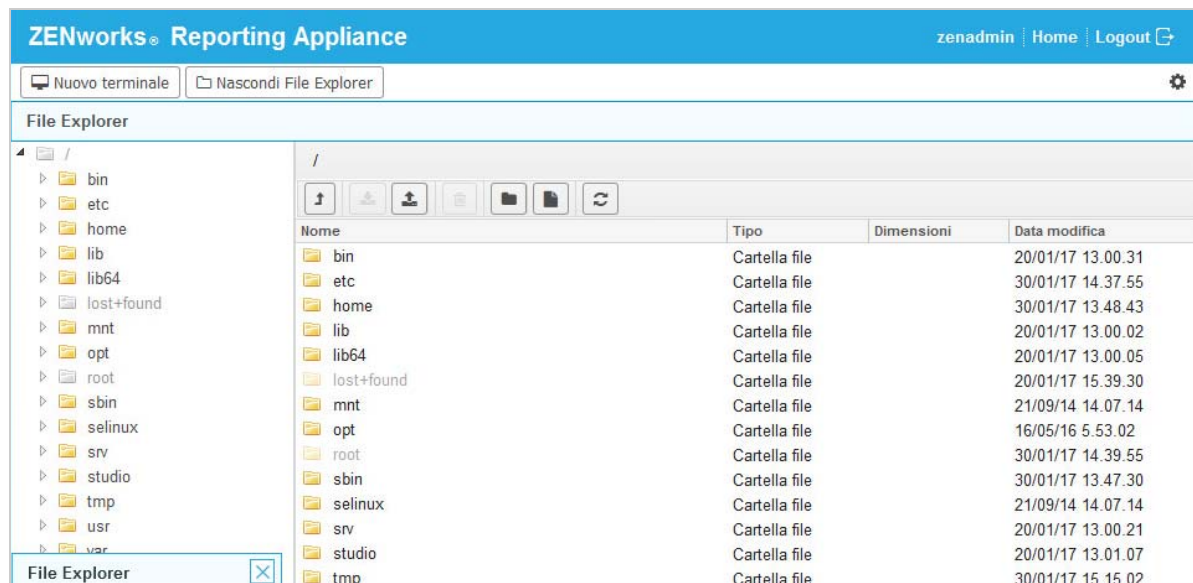 ZENworks® Reporting Appliance
zenadmin Home Logout
Nuovo terminale Nascondi File Explorer
File Explorer
/
bin
etc
home
lib
lib64
lost+found
mnt
opt
root
sbin
selinux
srv
studio
tmp
usr
var
File Explorer
/
Nome Tipo Dimensioni Data modifica
bin Cartella file 20/01/17 13.00.31
etc Cartella file 30/01/17 14.37.55
home Cartella file 30/01/17 13.48.43
lib Cartella file 20/01/17 13.00.02
lib64 Cartella file 20/01/17 13.00.05
lost+found Cartella file 20/01/17 15.39.30
mnt Cartella file 21/09/14 14.07.14
opt Cartella file 16/05/16 5.53.02
root Cartella file 30/01/17 14.39.55
sbin Cartella file 30/01/17 13.47.30
selinux Cartella file 21/09/14 14.07.14
srv Cartella file 20/01/17 13.00.21
studio Cartella file 20/01/17 13.01.07
tmp Cartella file 30/01/17 15.15.02